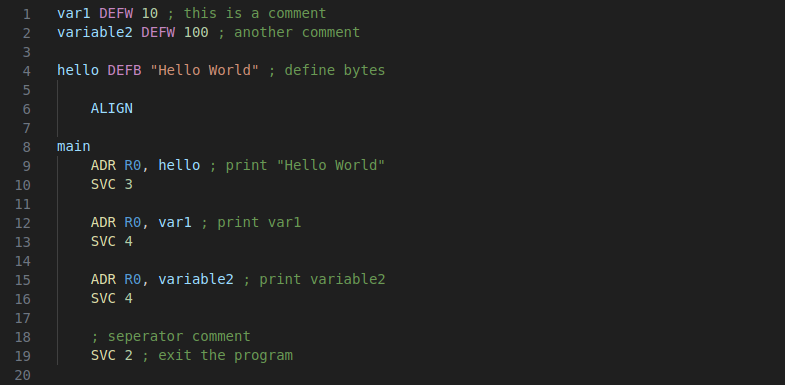 1 var1 DEFW 10 ; this is a comment
2 variable2 DEFW 100 ; another comment
3
4 hello DEFB "Hello World" ; define bytes
5
6 ALIGN
7
8 main
9 ADR R0, hello ; print "Hello World"
10 SVC 3
11
12 ADR R0, var1 ; print var1
13 SVC 4
14
15 ADR R0, variable2 ; print variable2
16 SVC 4
17
18 ; seperator comment
19 SVC 2 ; exit the program
20